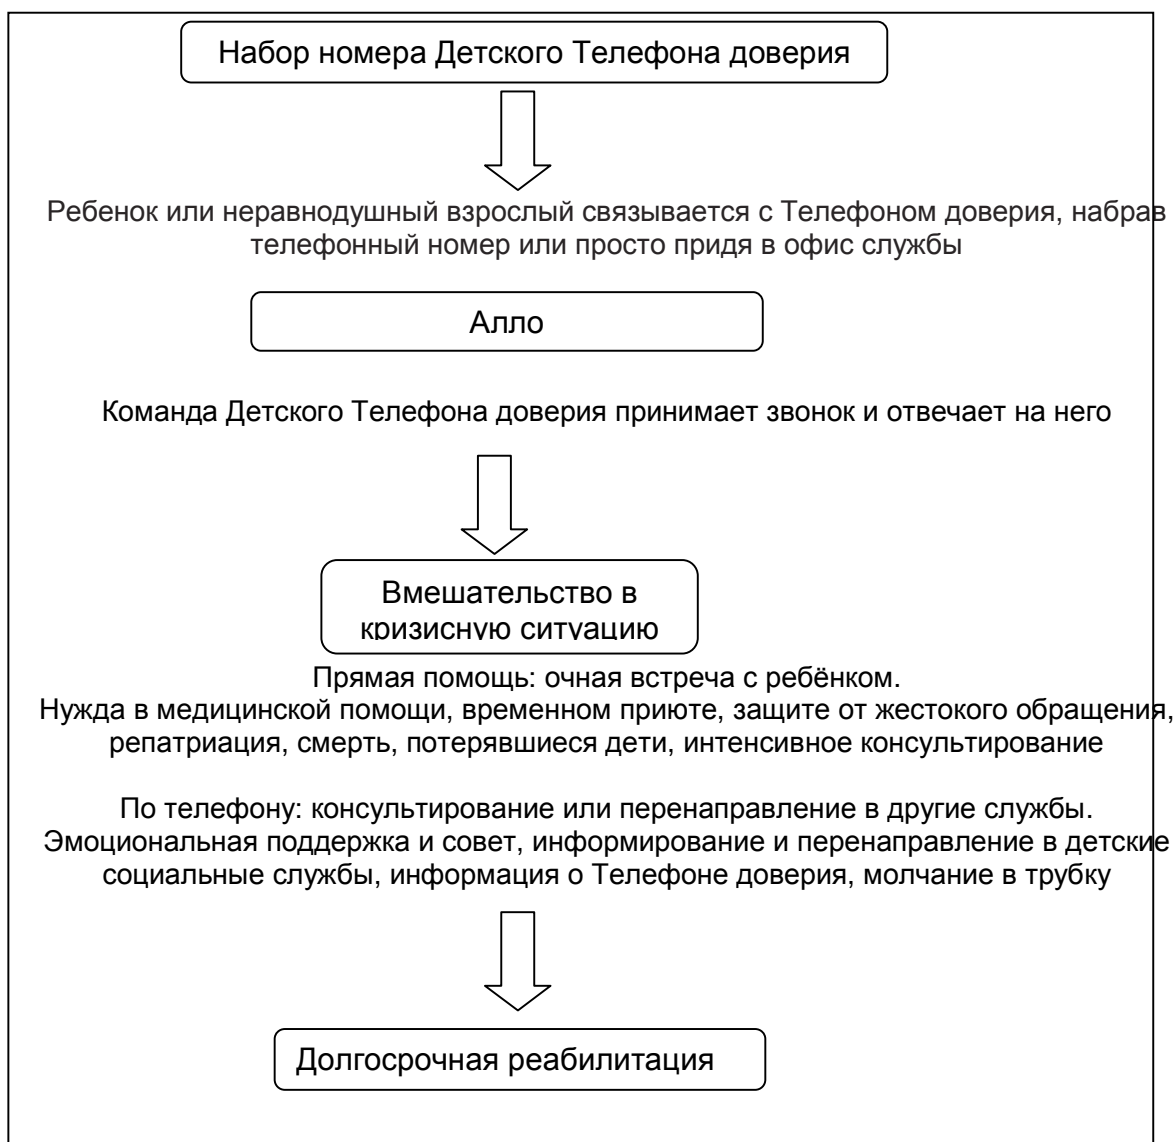 Набор номера Детского Телефона доверия
Ребенок или неравнодушный взрослый связывается с Телефоном доверия, набрав
телефонный номер или просто придя в офис службы
Алло
Команда Детского Телефона доверия принимает звонок и отвечает на него
Вмешательство в
кризисную ситуацию
Прямая помощь: очная встреча с ребёнком.
Нужда в медицинской помощи, временном приюте, защите от жестокого обращения,
репатриация, смерть, потерявшиеся дети, интенсивное консультирование
По телефону: консультирование или перенаправление в другие службы.
Эмоциональная поддержка и совет, информирование и перенаправление в детские
социальные службы, информация о Телефоне доверия, молчание в трубку
Долгосрочная реабилитация